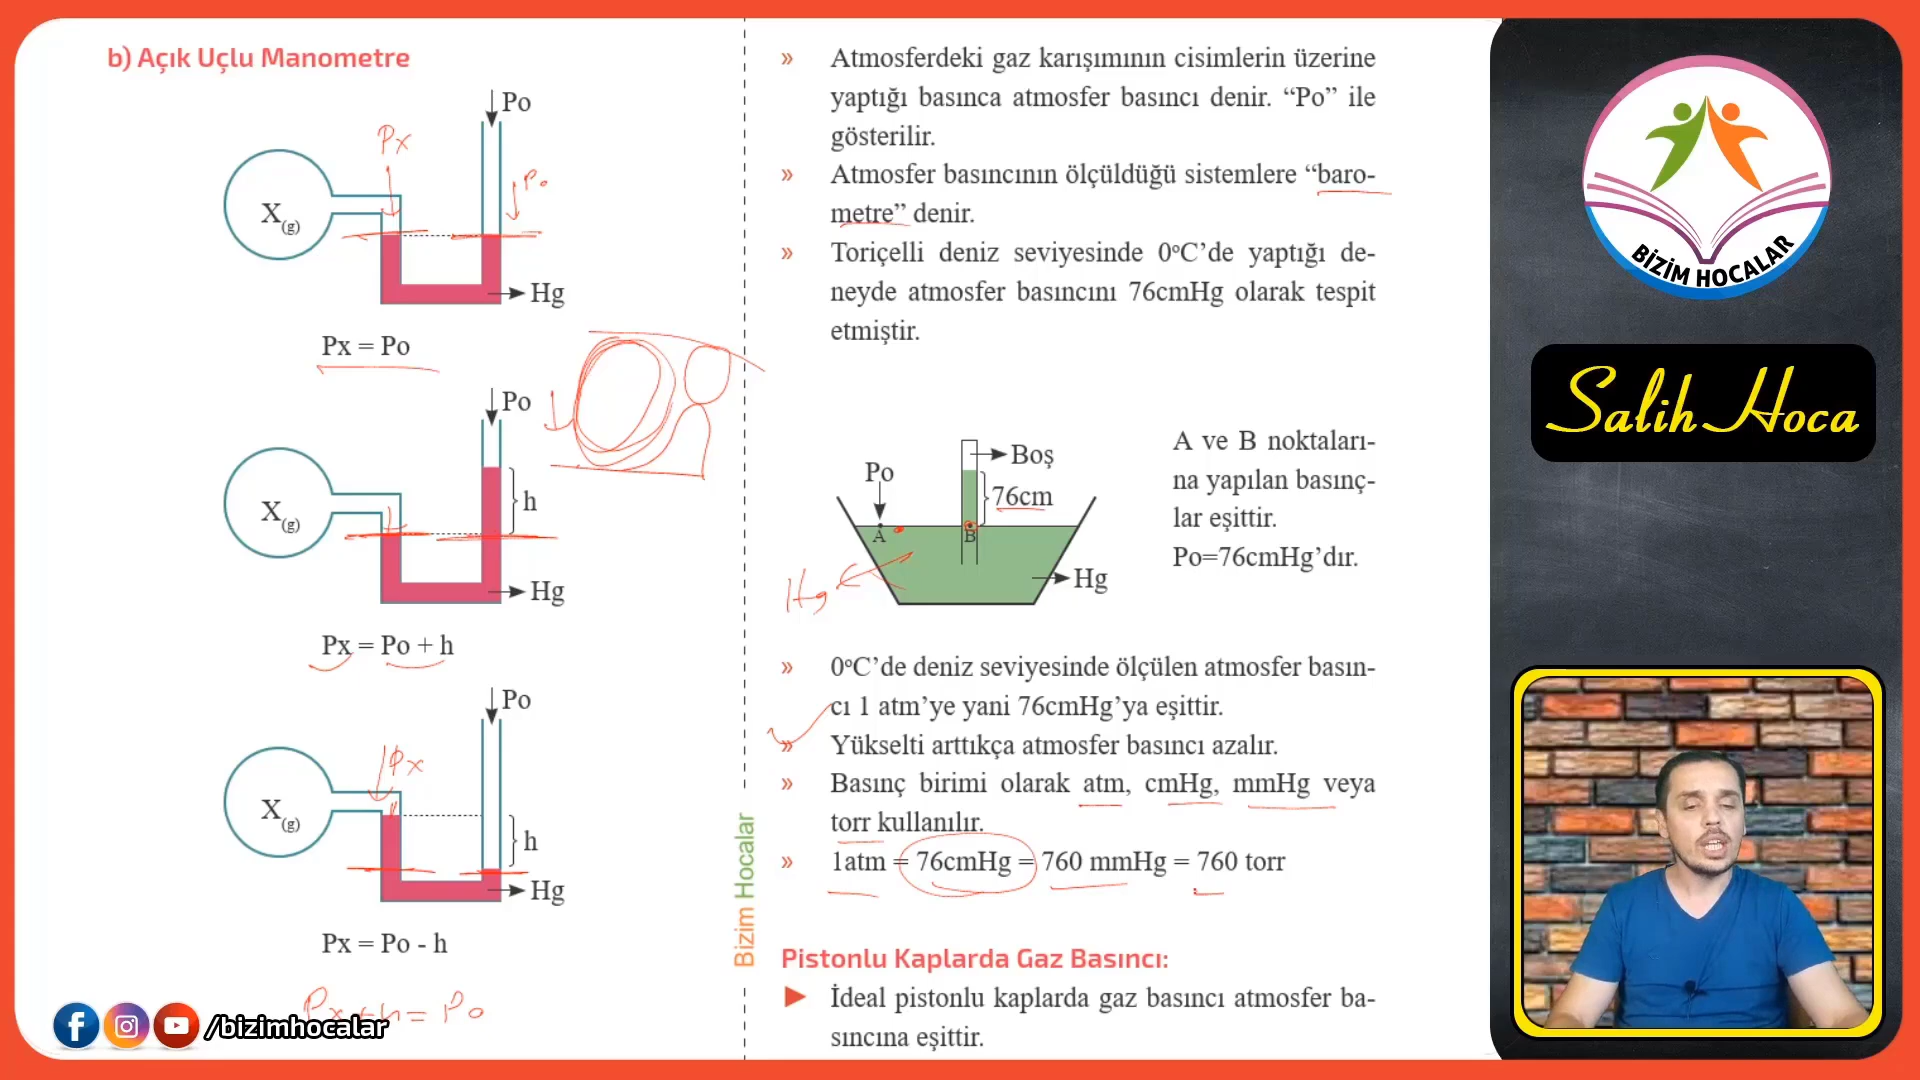 b) Açık Uçlu Manometre
Po
Px
Po
X(g)
Hg
Px = Po
Po
X(g)
h
Hg
Px = Po + h
Po
Px
X(g)
h
Hg
Px = Po - h
Px + h = Po
/bizimhocalar
Bizim Hocalar
» Atmosferdeki gaz karışımının cisimlerin üzerine
yaptığı basınca atmosfer basıncı denir. “Po” ile
gösterilir.
» Atmosfer basıncının ölçüldüğü sistemlere “baro-
metre” denir.
» Toriçelli deniz seviyesinde 0°C’de yaptığı de-
neyde atmosfer basıncını 76cmHg olarak tespit
etmiştir.
Po
Boş
76cm
A
B
Hg
Hg
A ve B noktaları-
na yapılan basınç-
lar eşittir.
Po=76cmHg’dır.
» 0°C’de deniz seviyesinde ölçülen atmosfer basın-
cı 1 atm’ye yani 76cmHg’ya eşittir.
» Yükselti arttıkça atmosfer basıncı azalır.
» Basınç birimi olarak atm, cmHg, mmHg veya
torr kullanılır.
» 1atm = 76cmHg = 760 mmHg = 760 torr
Pistonlu Kaplarda Gaz Basıncı:
► İdeal pistonlu kaplarda gaz basıncı atmosfer ba-
sıncına eşittir.
BİZİM HOCALAR
Salih Hoca